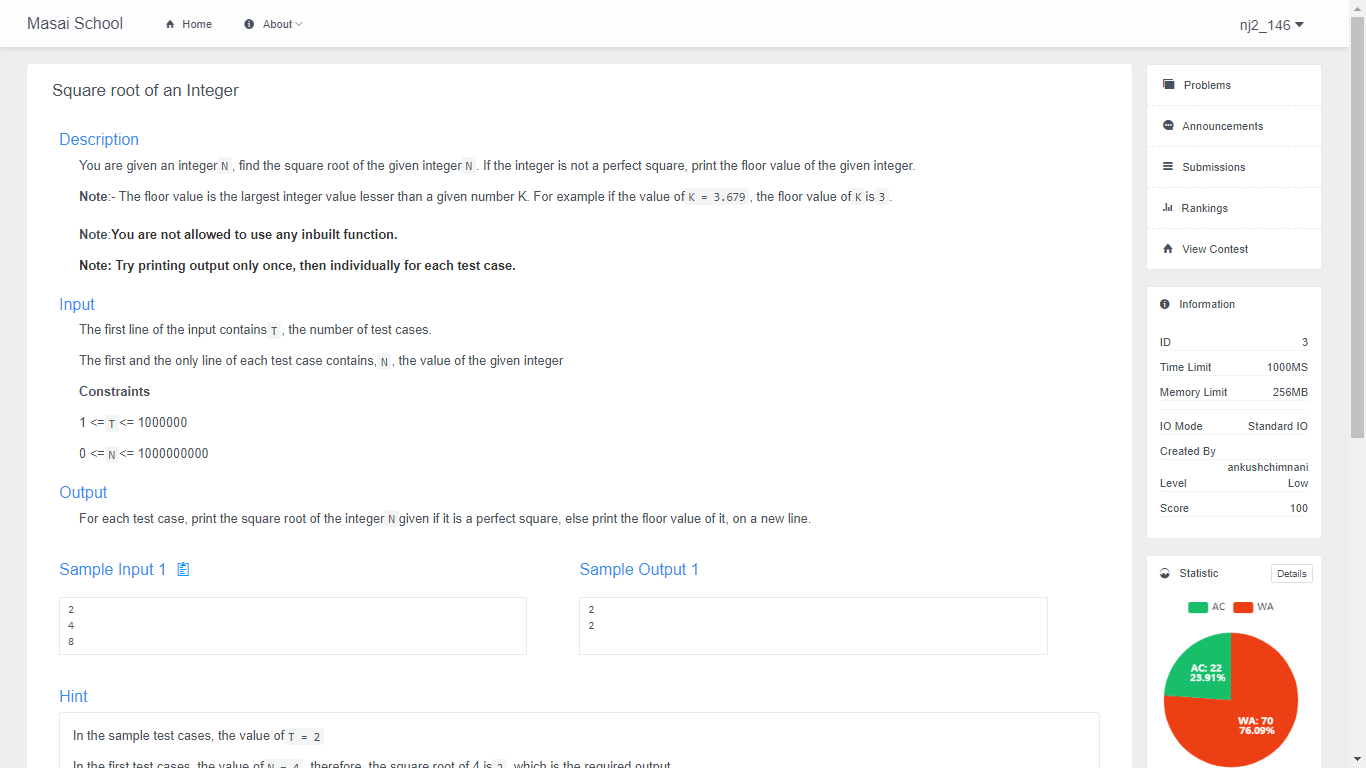 Masai School Home About nj2_146
Square root of an Integer
Description
You are given an integer N , find the square root of the given integer N . If the integer is not a perfect square, print the floor value of the given integer.
Note:- The floor value is the largest integer value lesser than a given number K. For example if the value of K = 3.679 , the floor value of K is 3 .
Note:You are not allowed to use any inbuilt function.
Note: Try printing output only once, then individually for each test case.
Input
The first line of the input contains T , the number of test cases.
The first and the only line of each test case contains, N , the value of the given integer
Constraints
1 <= T <= 1000000
0 <= N <= 1000000000
Output
For each test case, print the square root of the integer N given if it is a perfect square, else print the floor value of it, on a new line.
Sample Input 1
2
4
8
Sample Output 1
2
2
Hint
In the sample test cases, the value of T = 2
In the first test cases, the value of N = 4 , therefore, the square root of 4 is 2 , which is the required output
Problems
Announcements
Submissions
Rankings
View Contest
Information
ID 3
Time Limit 1000MS
Memory Limit 256MB
IO Mode Standard IO
Created By
ankushchimnani
Level Low
Score 100
Statistic Details
AC WA
AC: 22
23.91%
WA: 70
76.09%